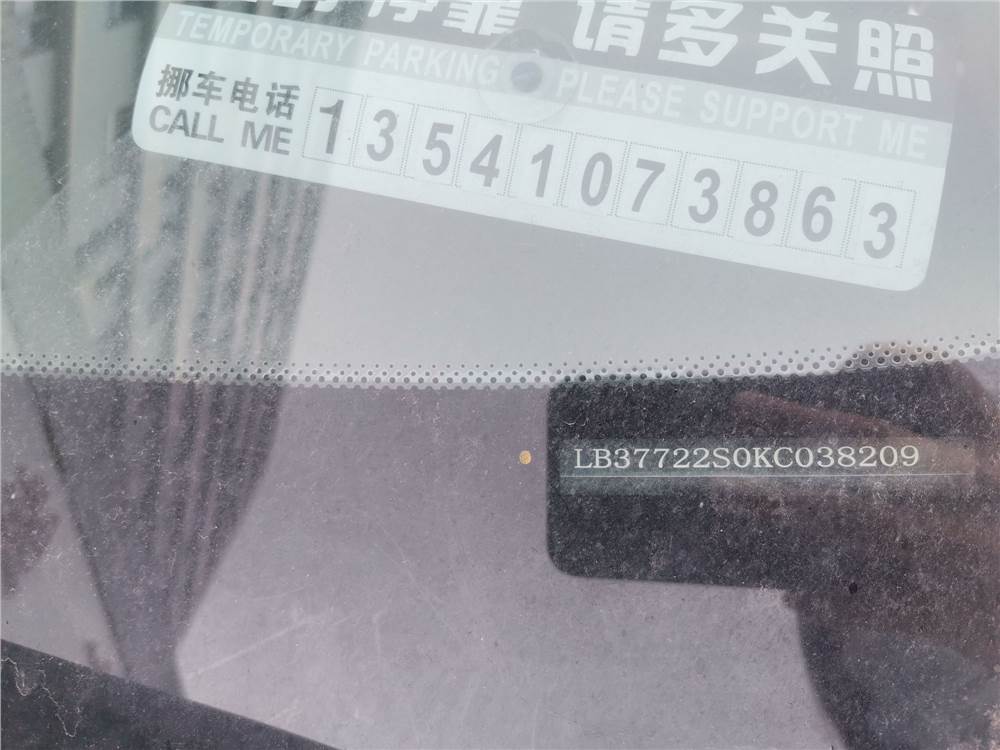 停靠 请多关照
TEMPORARY PARKING PLEASE SUPPORT ME
挪车电话
CALL ME
13541073863
LB37722S0KC038209